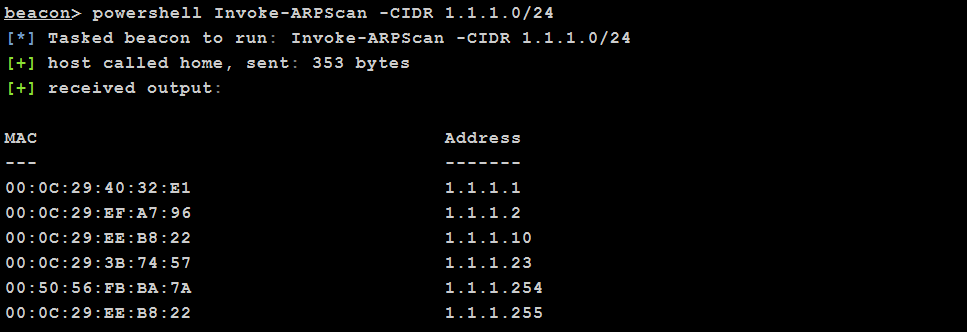 beacon> powershell Invoke-ARPScan -CIDR 1.1.1.0/24
[*] Tasked beacon to run: Invoke-ARPScan -CIDR 1.1.1.0/24
[+] host called home, sent: 353 bytes
[+] received output:
MAC Address
--- -------
00:0C:29:40:32:E1 1.1.1.1
00:0C:29:EF:A7:96 1.1.1.2
00:0C:29:EE:B8:22 1.1.1.10
00:0C:29:3B:74:57 1.1.1.23
00:50:56:FB:BA:7A 1.1.1.254
00:0C:29:EE:B8:22 1.1.1.255